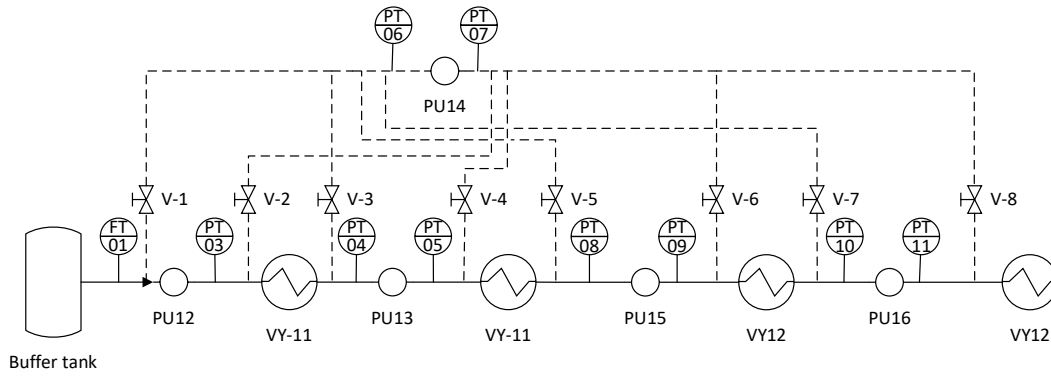 PT
06
PT
07
PU14
V-1
V-2
V-3
V-4
V-5
V-6
V-7
V-8
FT
01
PT
03
PT
04
PT
05
PT
08
PT
09
PT
10
PT
11
PU12
VY-11
PU13
VY-11
PU15
VY12
PU16
VY12
Buffer tank